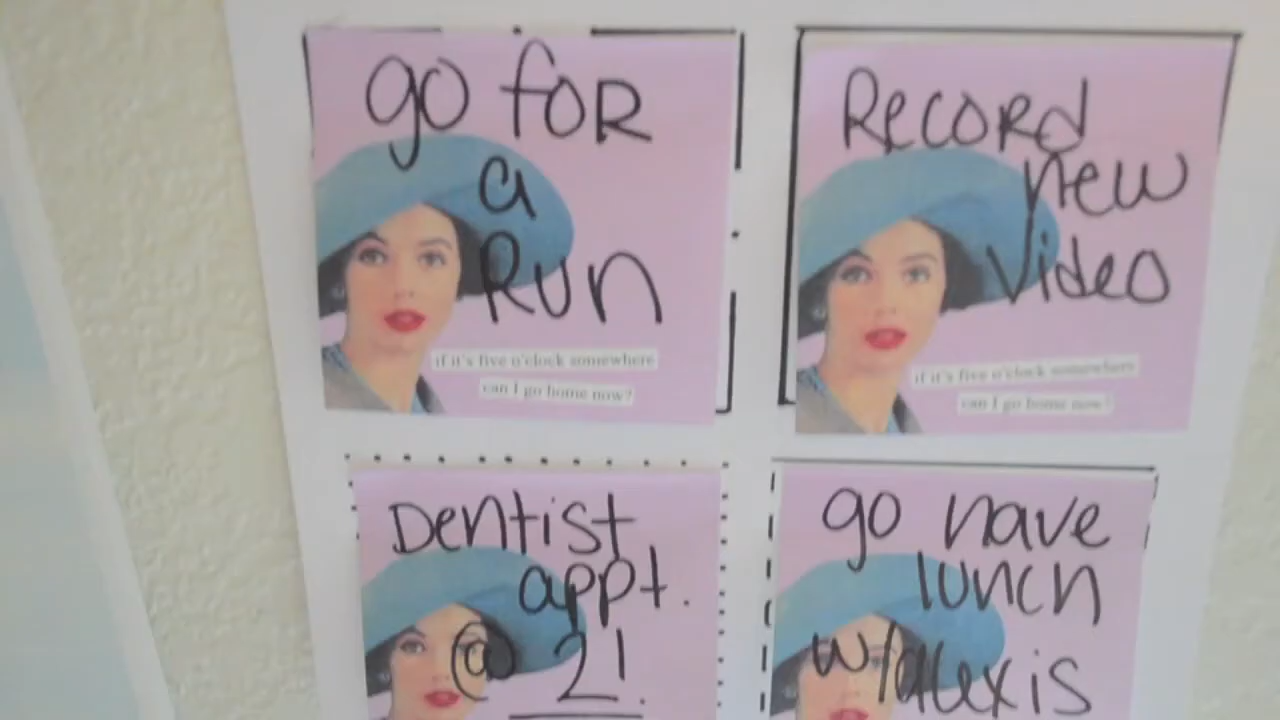 go for
a
Run
if it's five o'clock somewhere
can I go home now?
Record
new
video
if it's five o'clock somewhere
can I go home now?
Dentist
appt.
@ 2!
go have
lunch
w/alexis